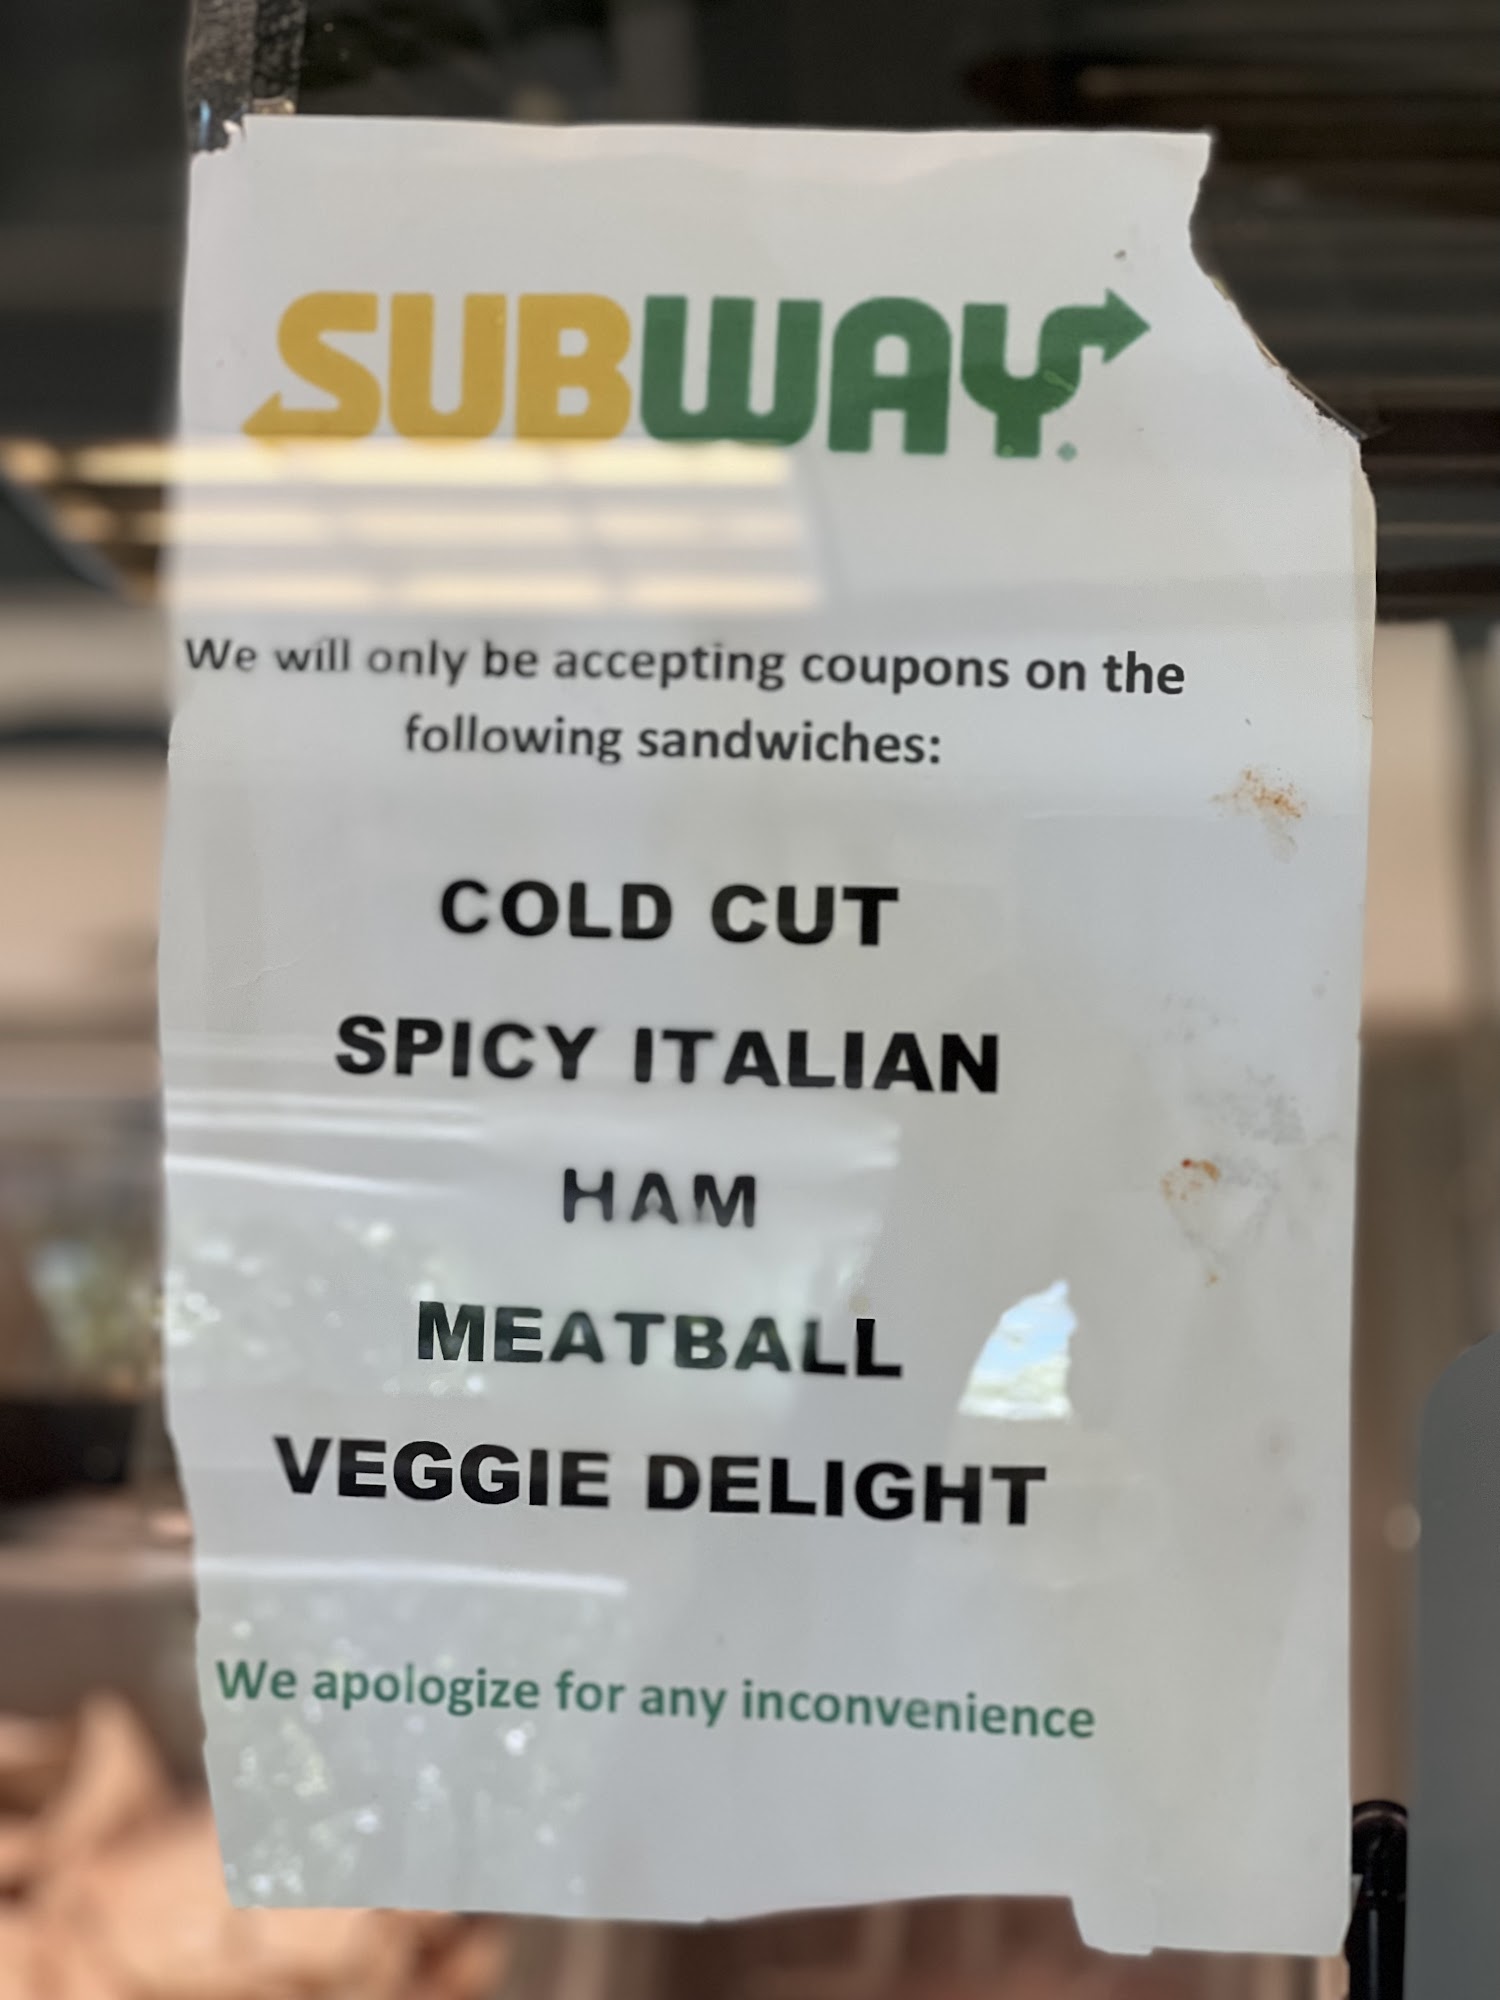 SUBWAY®
We will only be accepting coupons on the
following sandwiches:
COLD CUT
SPICY ITALIAN
HAM
MEATBALL
VEGGIE DELIGHT
We apologize for any inconvenience